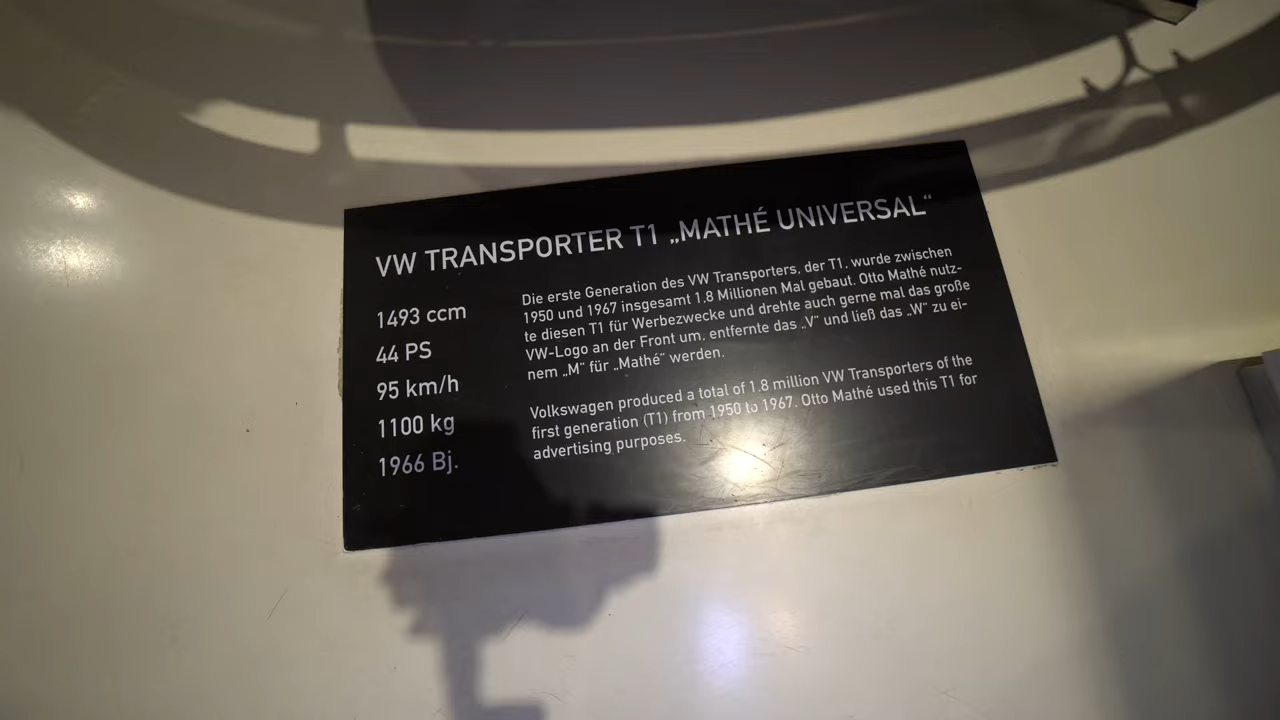 VW TRANSPORTER T1 „MATHÉ UNIVERSAL“
1493 ccm
44 PS
95 km/h
1100 kg
1966 Bj.
Die erste Generation des VW Transporters, der T1, wurde zwischen
1950 und 1967 insgesamt 1,8 Millionen Mal gebaut. Otto Mathé nutz-
te diesen T1 für Werbezwecke und drehte auch gerne mal das große
VW-Logo an der Front um, entfernte das „V“ und ließ das „W“ zu ei-
nem „M“ für „Mathé“ werden.
Volkswagen produced a total of 1.8 million VW Transporters of the
first generation (T1) from 1950 to 1967. Otto Mathé used this T1 for
advertising purposes.